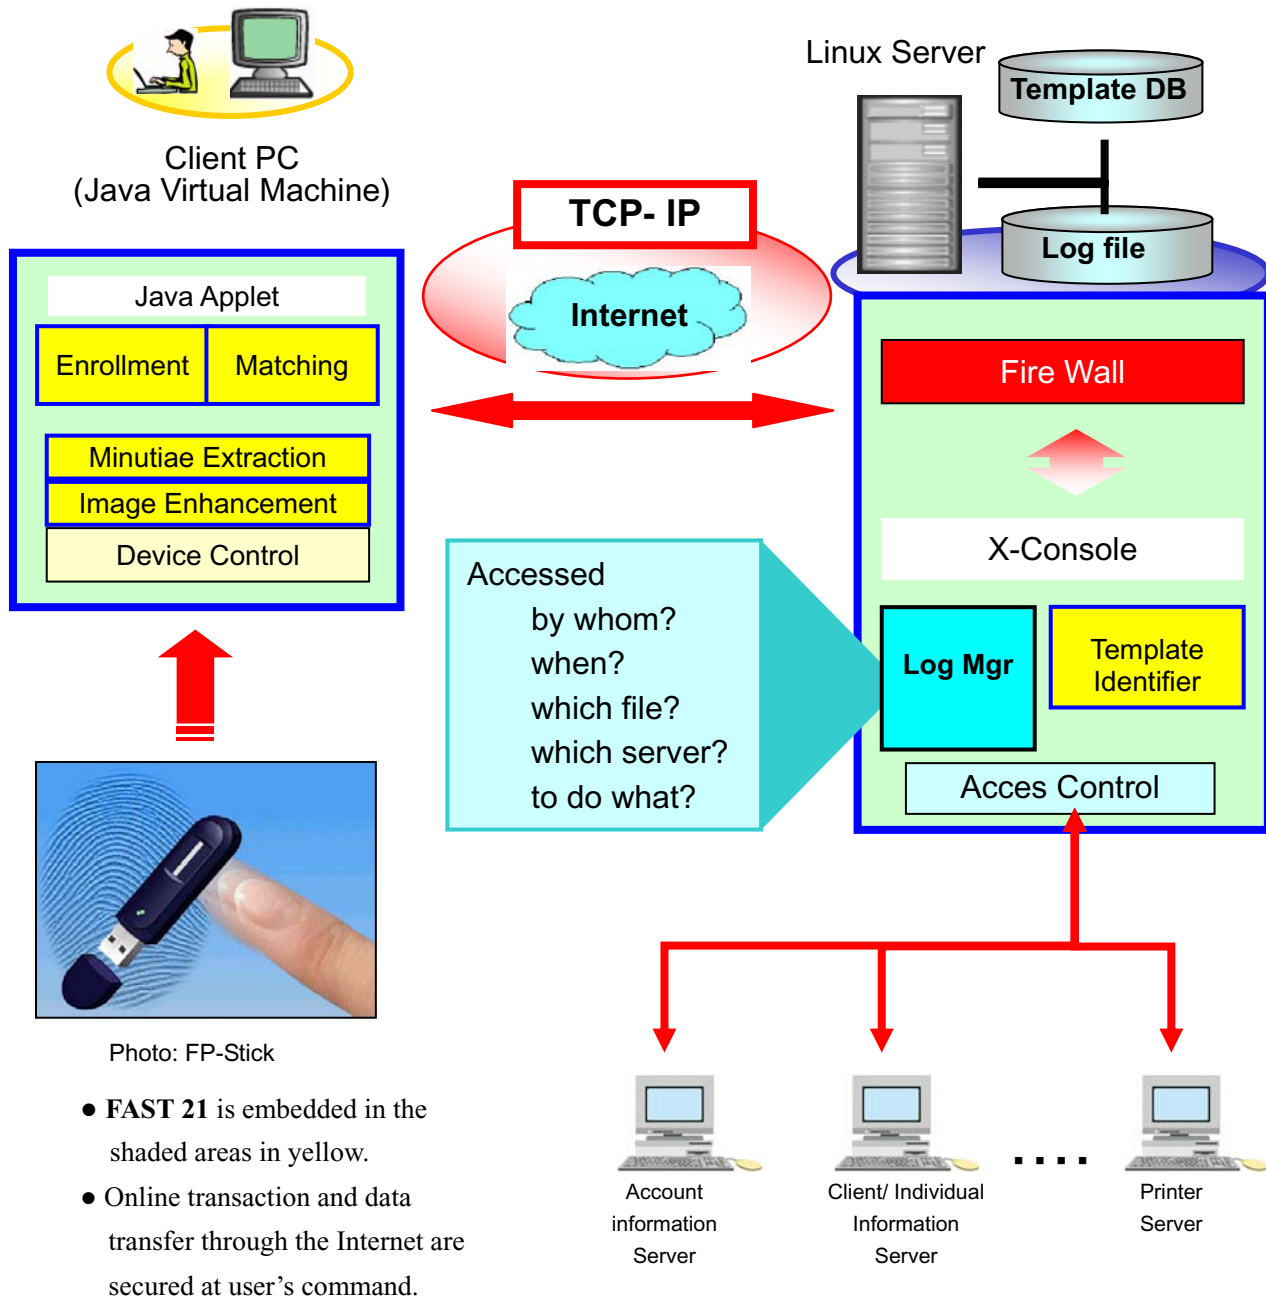 Client PC
(Java Virtual Machine)
Java Applet
Enrollment
Matching
Minutiae Extraction
Image Enhancement
Device Control
Photo: FP-Stick
● FAST 21 is embedded in the
shaded areas in yellow.
● Online transaction and data
transfer through the Internet are
secured at user’s command.
TCP- IP
Internet
Linux Server
Template DB
Log file
Fire Wall
X-Console
Log Mgr
Template
Identifier
Acces Control
Accessed
by whom?
when?
which file?
which server?
to do what?
Account
information
Server
Client/ Individual
Information
Server
. . . .
Printer
Server